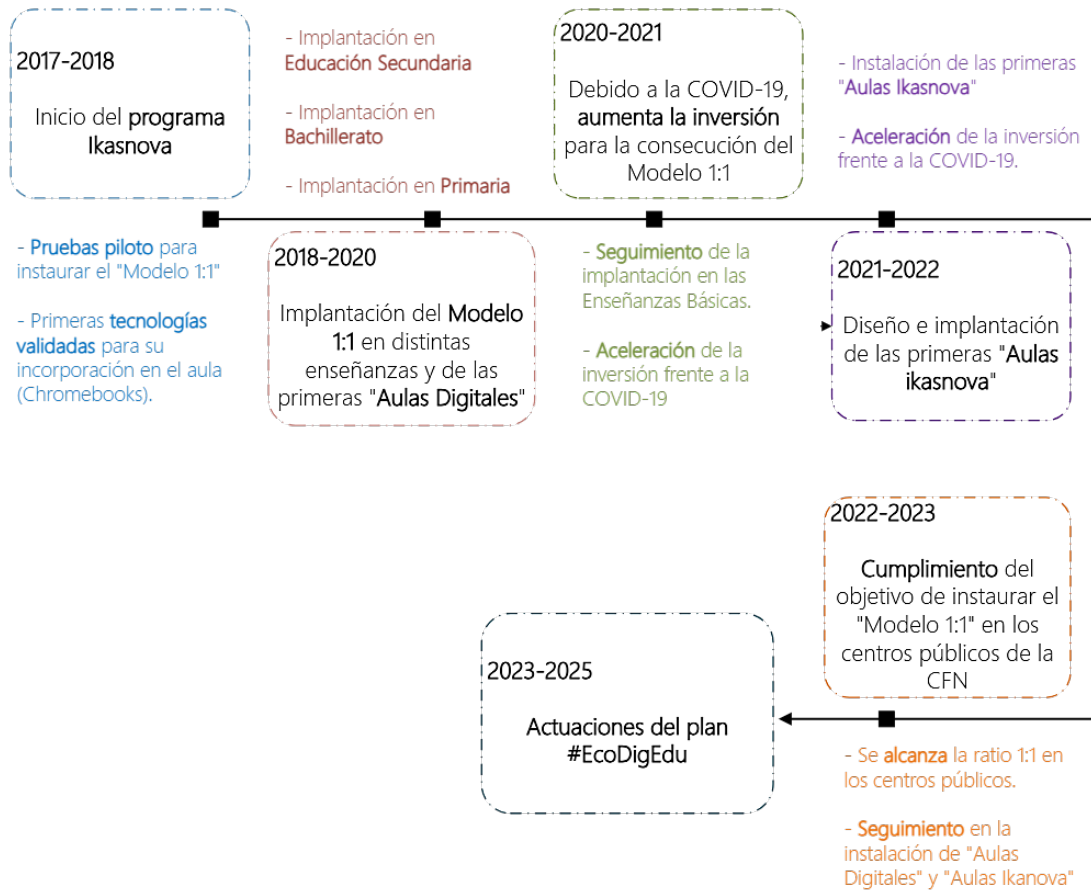 2017-2018
Inicio del programa
Ikasnova
- Pruebas piloto para
instaurar el "Modelo 1:1"
- Primeras tecnologías
validadas para su
incorporación en el aula
(Chromebooks).
- Implantación en
Educación Secundaria
- Implantación en
Bachillerato
- Implantación en Primaria
2018-2020
Implantación del Modelo
1:1 en distintas
enseñanzas y de las
primeras "Aulas Digitales"
2020-2021
Debido a la COVID-19,
aumenta la inversión
para la consecución del
Modelo 1:1
- Seguimiento de la
implantación en las
Enseñanzas Básicas.
- Aceleración de la
inversión frente a la
COVID-19
- Instalación de las primeras
"Aulas Ikasnova"
- Aceleración de la inversión
frente a la COVID-19.
2021-2022
Diseño e implantación
de las primeras "Aulas
ikasnova"
2022-2023
Cumplimiento del
objetivo de instaurar el
"Modelo 1:1" en los
centros públicos de la
CFN
- Se alcanza la ratio 1:1 en
los centros públicos.
- Seguimiento en la
instalación de "Aulas
Digitales" y "Aulas Ikanova"
2023-2025
Actuaciones del plan
#EcoDigEdu